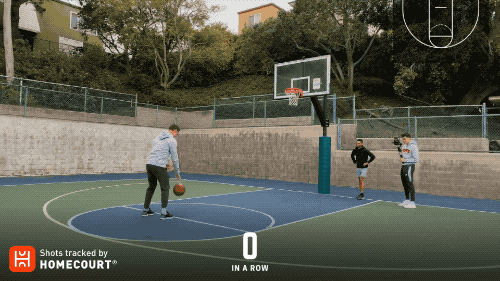 0
IN A ROW
Shots tracked by
HOMECOURT®